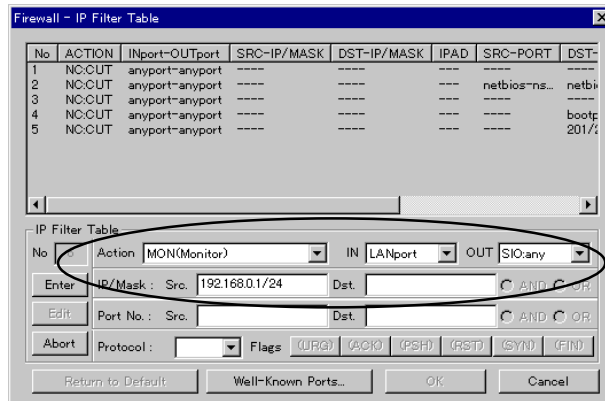 Firewall - IP Filter Table
No ACTION INport-OUTport SRC-IP/MASK DST-IP/MASK IPAD SRC-PORT DST-
1 NC:CUT anyport-anyport ---- ---- --- ----
2 NC:CUT anyport-anyport ---- ---- --- netbios-ns... netbi
3 NC:CUT anyport-anyport ---- ---- --- ----
4 NC:CUT anyport-anyport ---- ---- --- ---- bootp
5 NC:CUT anyport-anyport ---- ---- --- ---- 201/2
IP Filter Table
No Action MON(Monitor) IN LANport OUT SIO:any
Enter IP/Mask : Src. 192.168.0.1/24 Dst. AND OR
Edit Port No. : Src. Dst. AND OR
Abort Protocol : Flags (URG) (ACK) (PSH) (RST) (SYN) (FIN)
Return to Default Well-Known Ports... OK Cancel